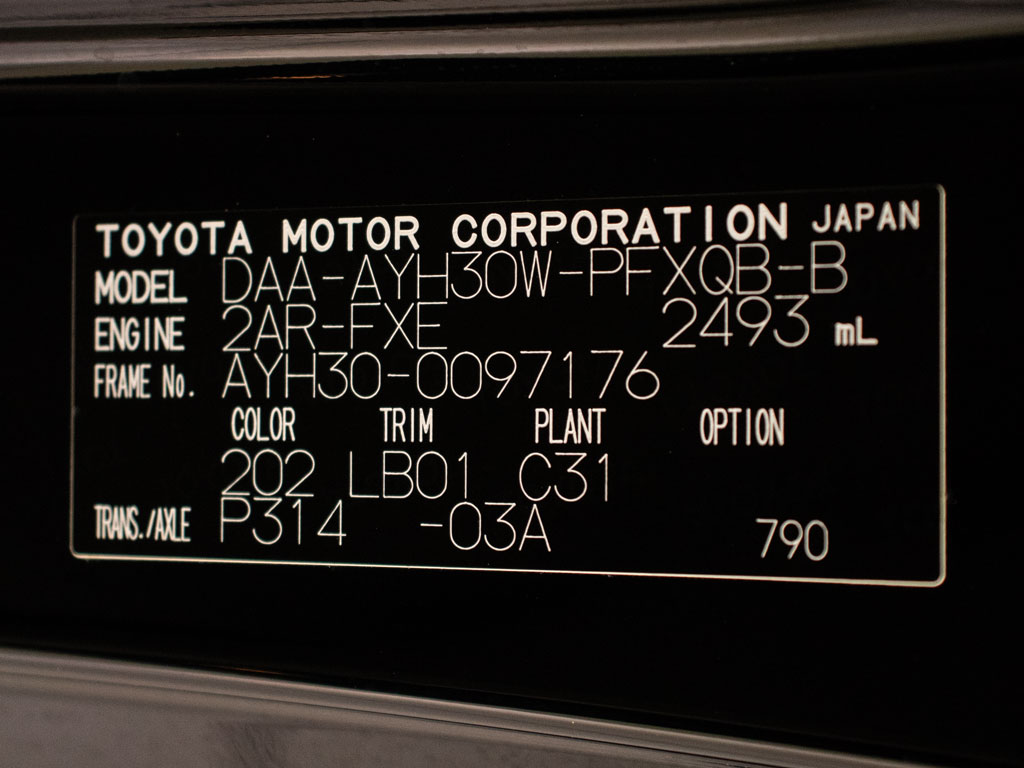 TOYOTA MOTOR CORPORATION JAPAN
MODEL DAA-AYH30W-PFXQB-B
ENGINE 2AR-FXE 2493 mL
FRAME No. AYH30-0097176
COLOR TRIM PLANT OPTION
202 LB01 C31
TRANS./AXLE P314 -03A 790